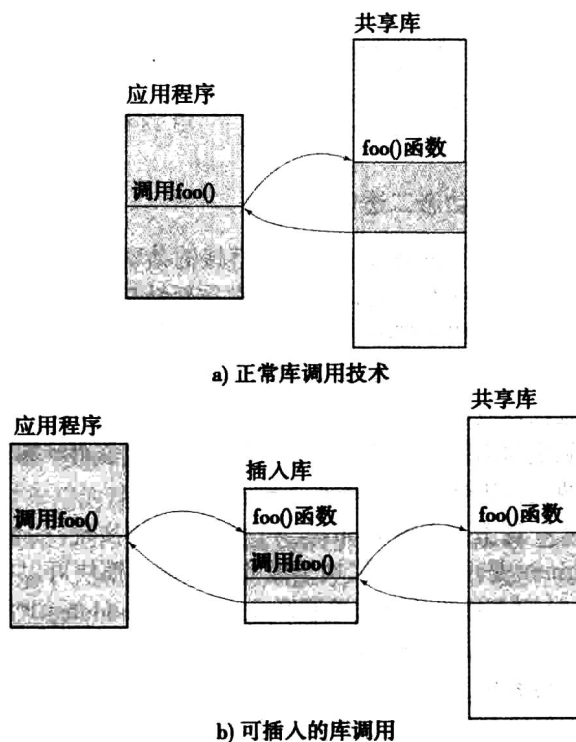 共享库
应用程序
foo()函数
调用foo()
a) 正常库调用技术
共享库
应用程序
插入库
调用foo()
foo()函数
foo()函数
调用foo()
b) 可插入的库调用